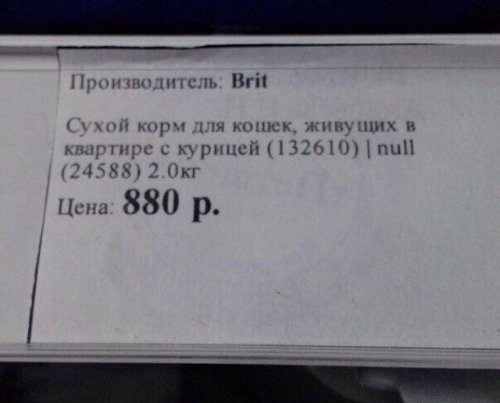 Производитель: Brit
Сухой корм для кошек, живущих в
квартире с курицей (132610) | null
(24588) 2.0кг
Цена: 880 р.